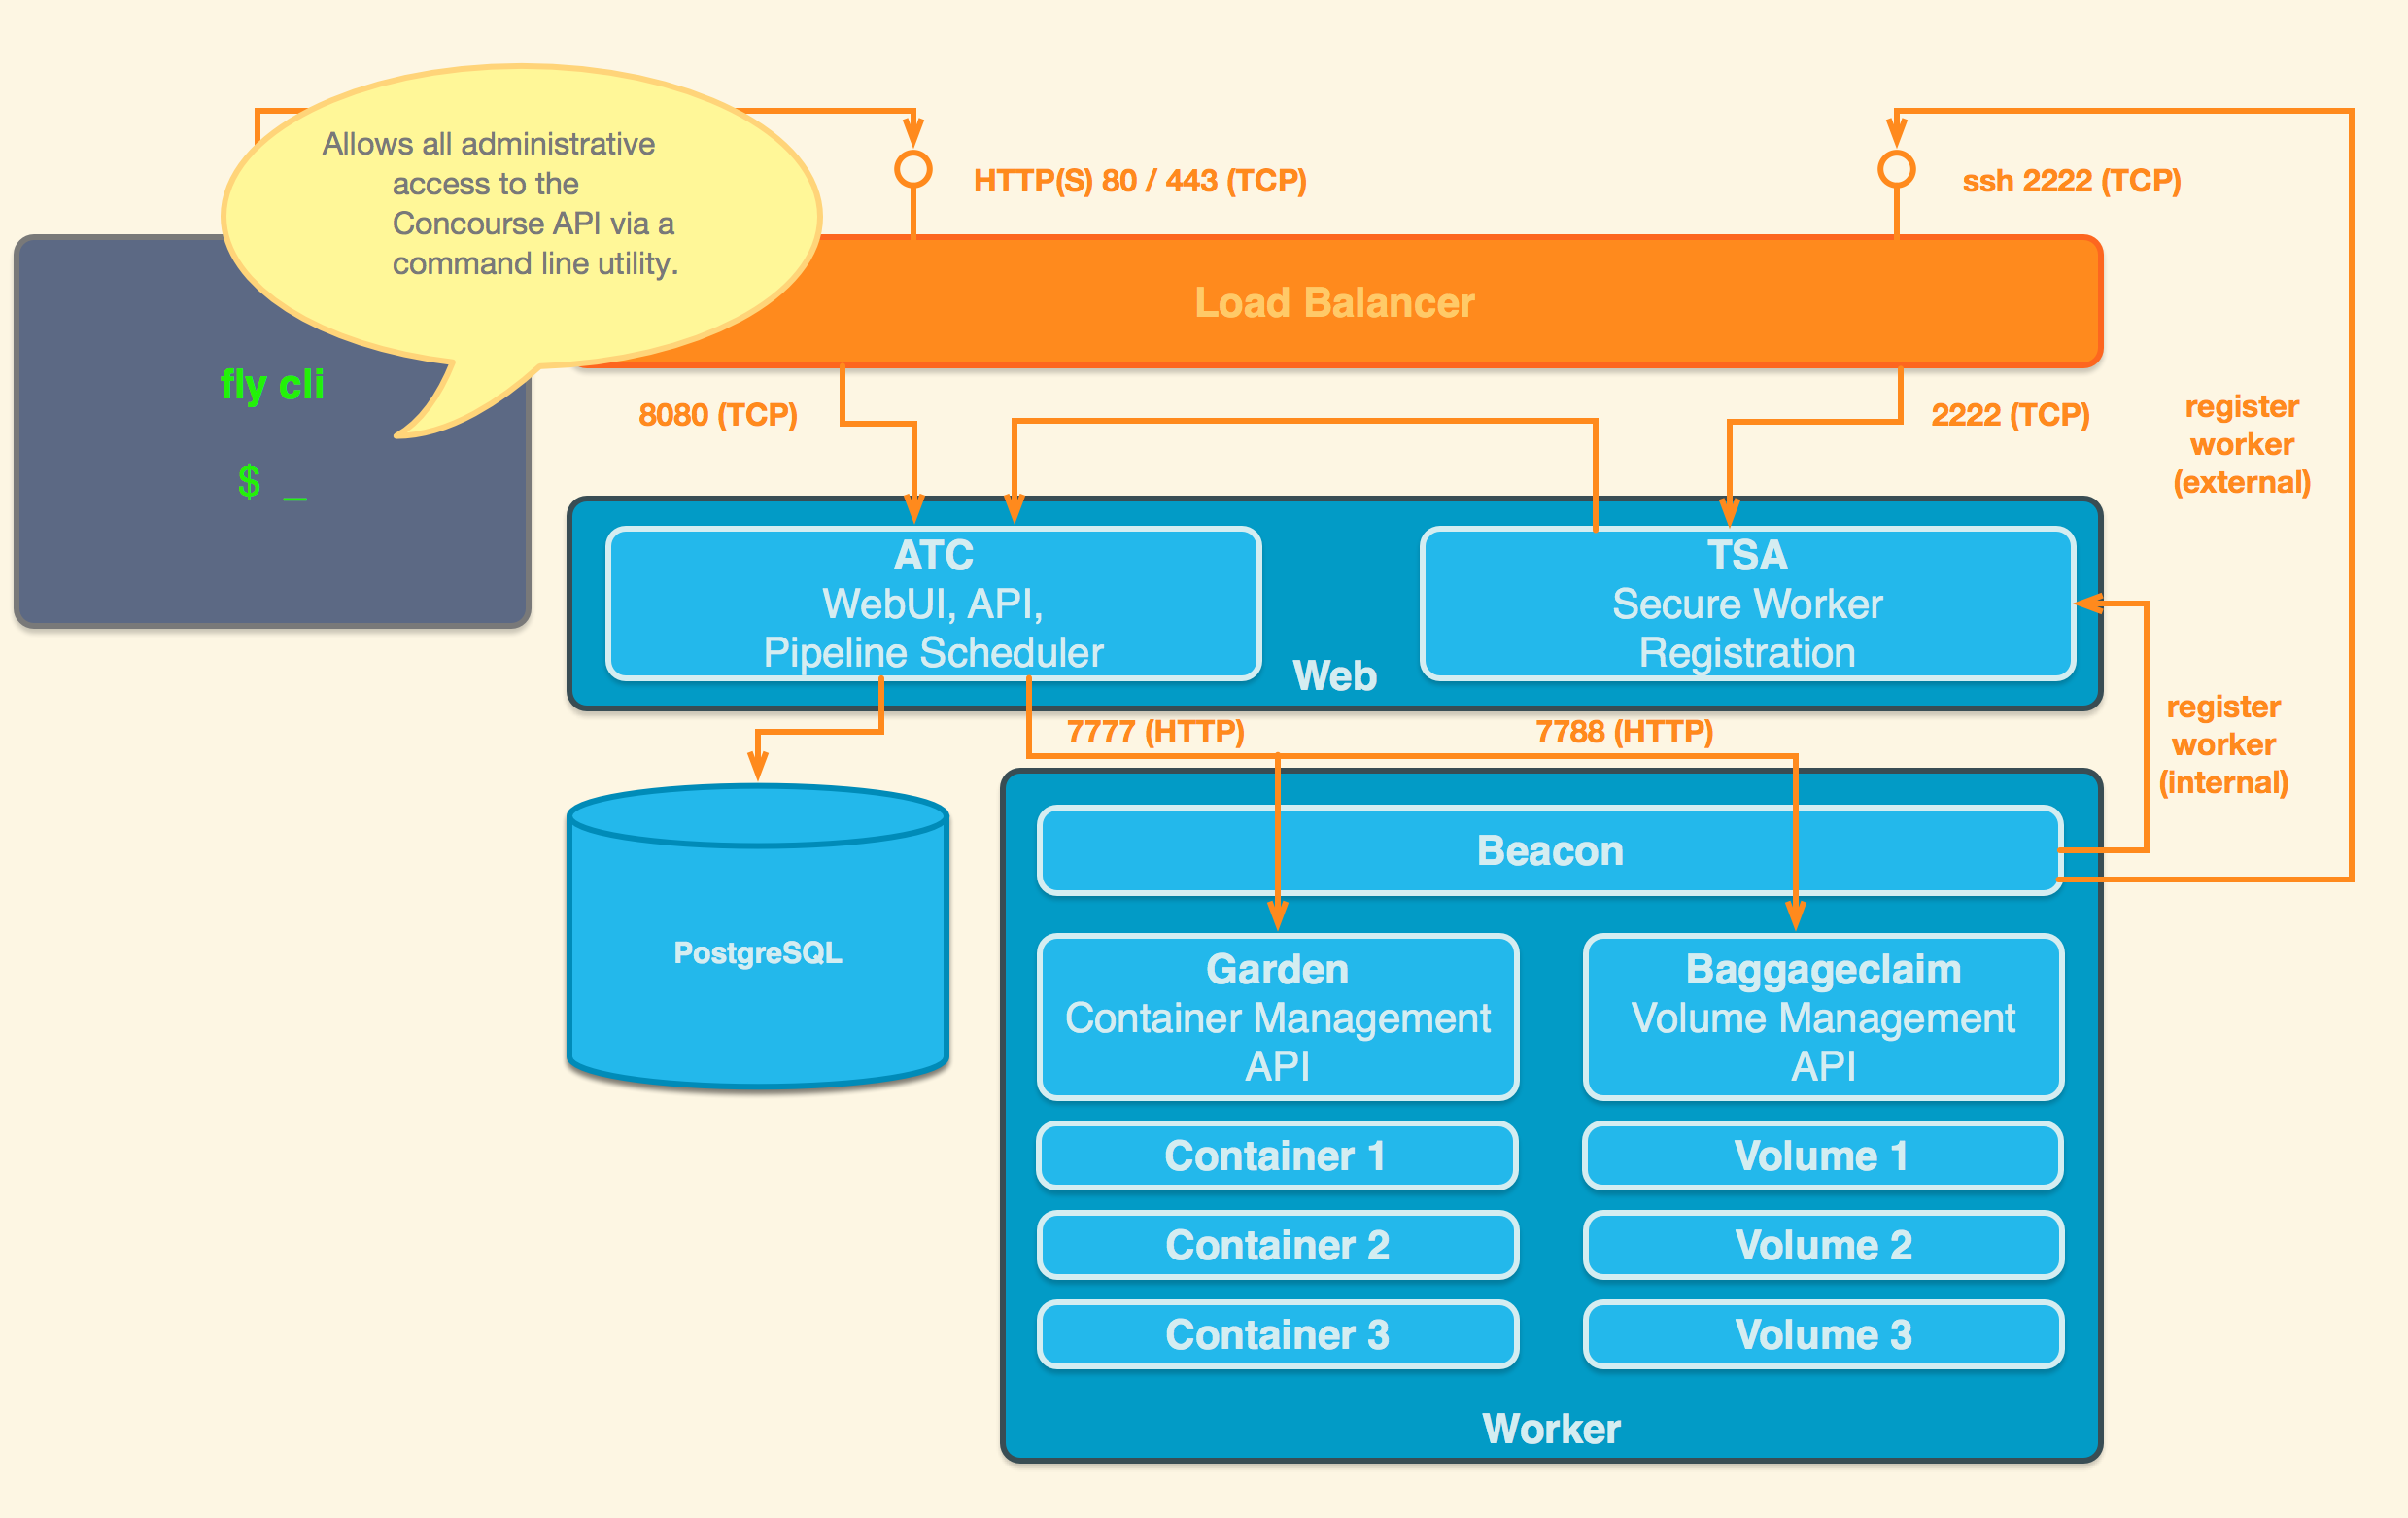 Allows all administrative
access to the
Concourse API via a
command line utility.
HTTP(S) 80 / 443 (TCP)
ssh 2222 (TCP)
Load Balancer
fly cli
$ _
8080 (TCP)
2222 (TCP)
register
worker
(external)
ATC
WebUI, API,
Pipeline Scheduler
TSA
Secure Worker
Registration
Web
register
worker
(internal)
7777 (HTTP)
7788 (HTTP)
Beacon
PostgreSQL
Garden
Container Management
API
Baggageclaim
Volume Management
API
Container 1
Volume 1
Container 2
Volume 2
Container 3
Volume 3
Worker